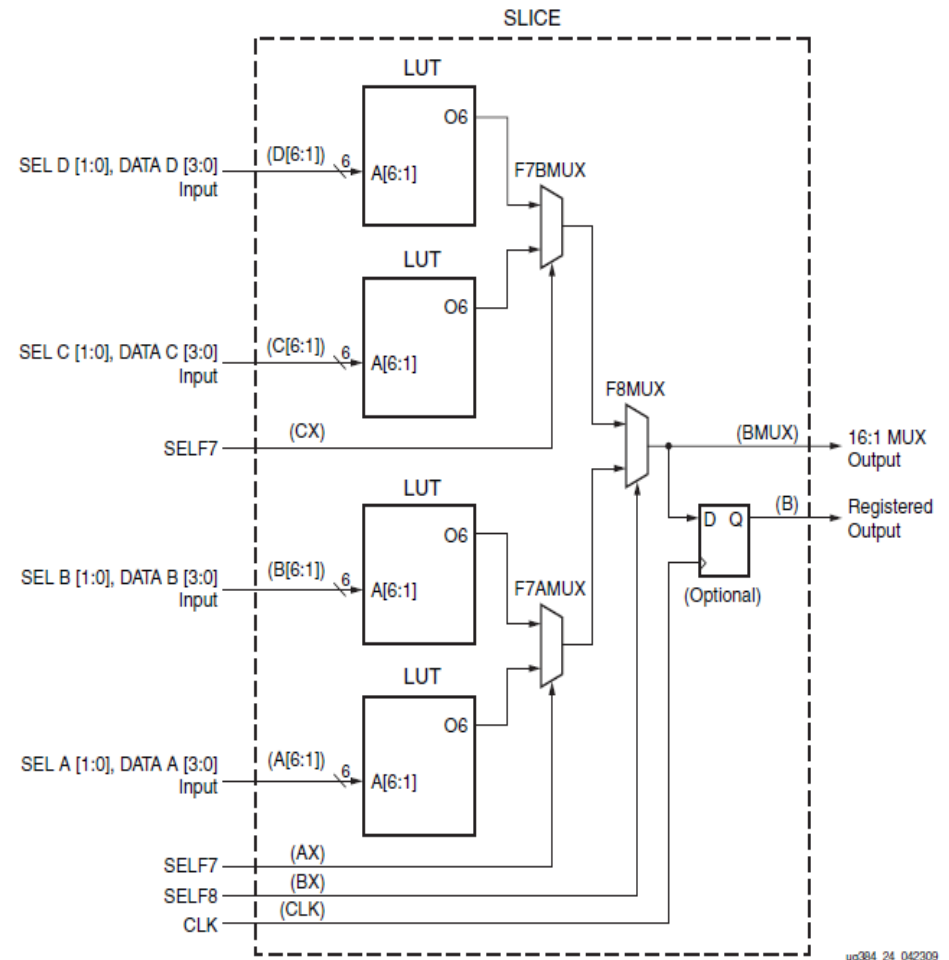 SLICE
LUT
O6
SEL D [1:0], DATA D [3:0]
Input
(D[6:1])
6
A[6:1]
F7BMUX
LUT
O6
SEL C [1:0], DATA C [3:0]
Input
(C[6:1])
6
A[6:1]
F8MUX
SELF7
(CX)
(BMUX)
16:1 MUX
Output
LUT
O6
D Q
(B)
Registered
Output
SEL B [1:0], DATA B [3:0]
Input
(B[6:1])
6
A[6:1]
F7AMUX
(Optional)
LUT
O6
SEL A [1:0], DATA A [3:0]
Input
(A[6:1])
6
A[6:1]
SELF7
(AX)
SELF8
(BX)
CLK
(CLK)
ug384_24_042309